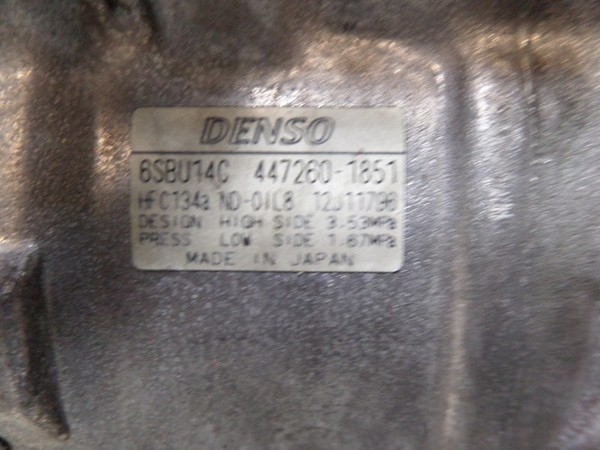 DENSO
6SBU14C 447260-1851
HFC134a ND-OIL8 12J11796
DESIGN HIGH SIDE 3.53MPa
PRESS LOW SIDE 1.67MPa
MADE IN JAPAN